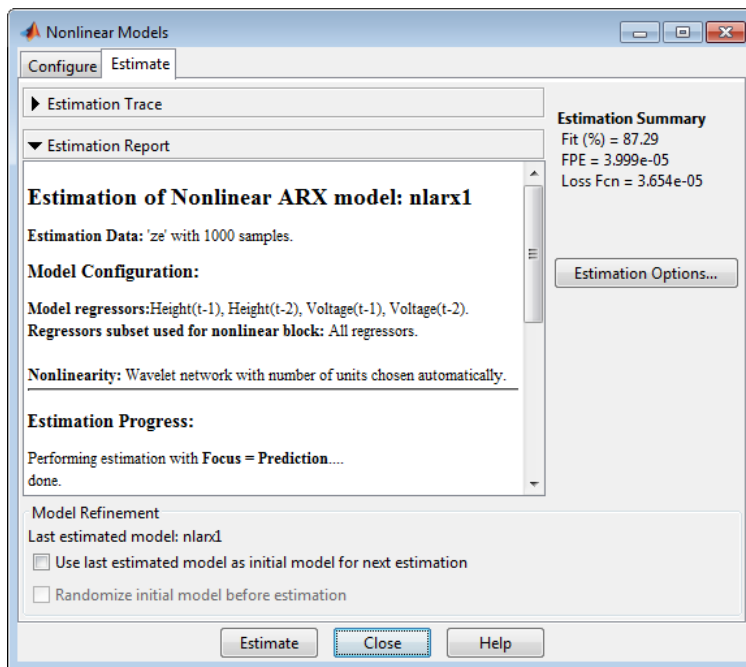 Nonlinear Models
Configure Estimate
Estimation Trace
Estimation Report
Estimation of Nonlinear ARX model: nlarx1
Estimation Data: 'ze' with 1000 samples.
Model Configuration:
Model regressors:Height(t-1), Height(t-2), Voltage(t-1), Voltage(t-2).
Regressors subset used for nonlinear block: All regressors.
Nonlinearity: Wavelet network with number of units chosen automatically.
Estimation Progress:
Performing estimation with Focus = Prediction....
done.
Estimation Summary
Fit (%) = 87.29
FPE = 3.999e-05
Loss Fcn = 3.654e-05
Estimation Options...
Model Refinement
Last estimated model: nlarx1
Use last estimated model as initial model for next estimation
Randomize initial model before estimation
Estimate Close Help